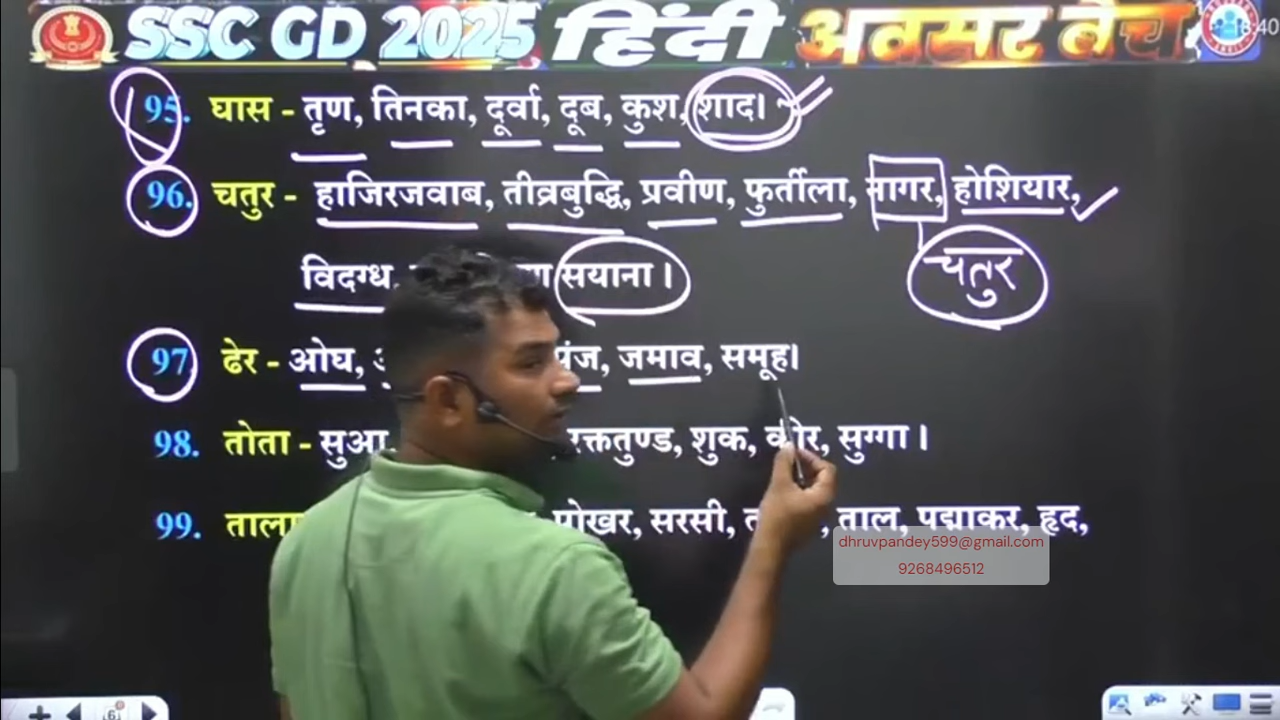 SSC GD 2025 हिंदी अवसर बैच
95. घास - तृण, तिनका, दूर्वा, दूब, कुश, शाद।
96. चतुर - हाजिरजवाब, तीव्रबुद्धि, प्रवीण, फुर्तीला, नागर, होशियार,
चतुर
विदग्ध, सयाना।
97. ढेर - ओघ, जमाव, समूह।
98. तोता - सुआ, रक्ततुण्ड, शुक, कीर, सुग्गा।
99. पोखर, सरसी, ताल, पद्माकर, हृद,
dhruvpandey599@gmail.com
9268496512